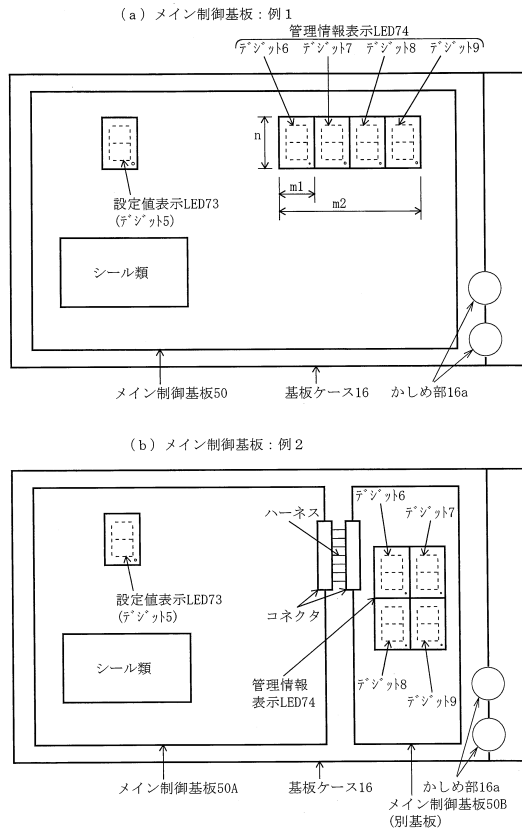 （a）メイン制御基板：例1
管理情報表示LED74
ﾃﾞｼﾞｯﾄ6 ﾃﾞｼﾞｯﾄ7 ﾃﾞｼﾞｯﾄ8 ﾃﾞｼﾞｯﾄ9
n
m1
m2
設定値表示LED73
(ﾃﾞｼﾞｯﾄ5)
シール類
メイン制御基板50
基板ケース16
かしめ部16a
（b）メイン制御基板：例2
ﾃﾞｼﾞｯﾄ6
ﾃﾞｼﾞｯﾄ7
ハーネス
設定値表示LED73
(ﾃﾞｼﾞｯﾄ5)
コネクタ
シール類
管理情報
表示LED74
ﾃﾞｼﾞｯﾄ8
ﾃﾞｼﾞｯﾄ9
メイン制御基板50A
基板ケース16
かしめ部16a
メイン制御基板50B
(別基板)